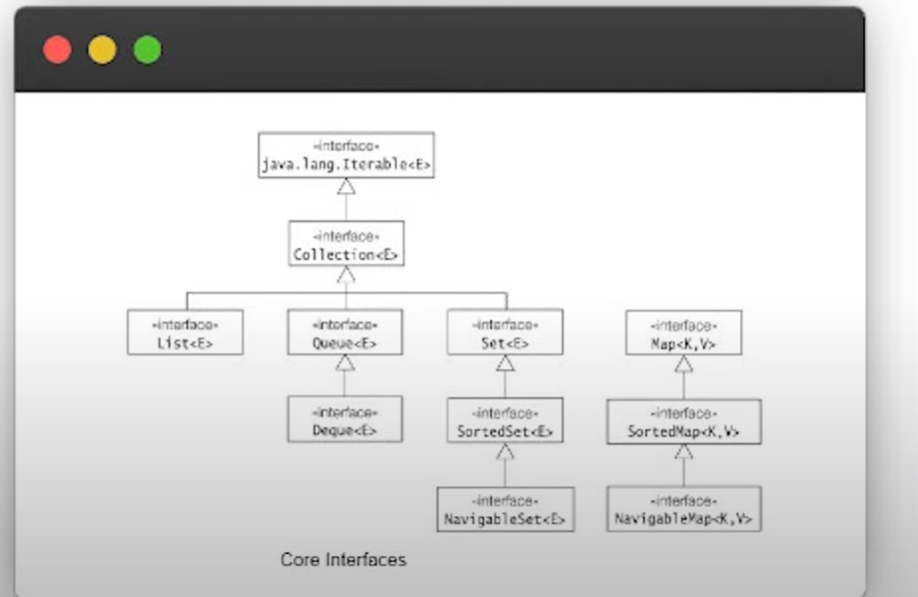 «interface»
java.lang.Iterable<E>
«interface»
Collection<E>
«interface»
List<E>
«interface»
Queue<E>
«interface»
Set<E>
«interface»
Map<K,V>
«interface»
Deque<E>
«interface»
SortedSet<E>
«interface»
SortedMap<K,V>
«interface»
NavigableSet<E>
«interface»
NavigableMap<K,V>
Core Interfaces